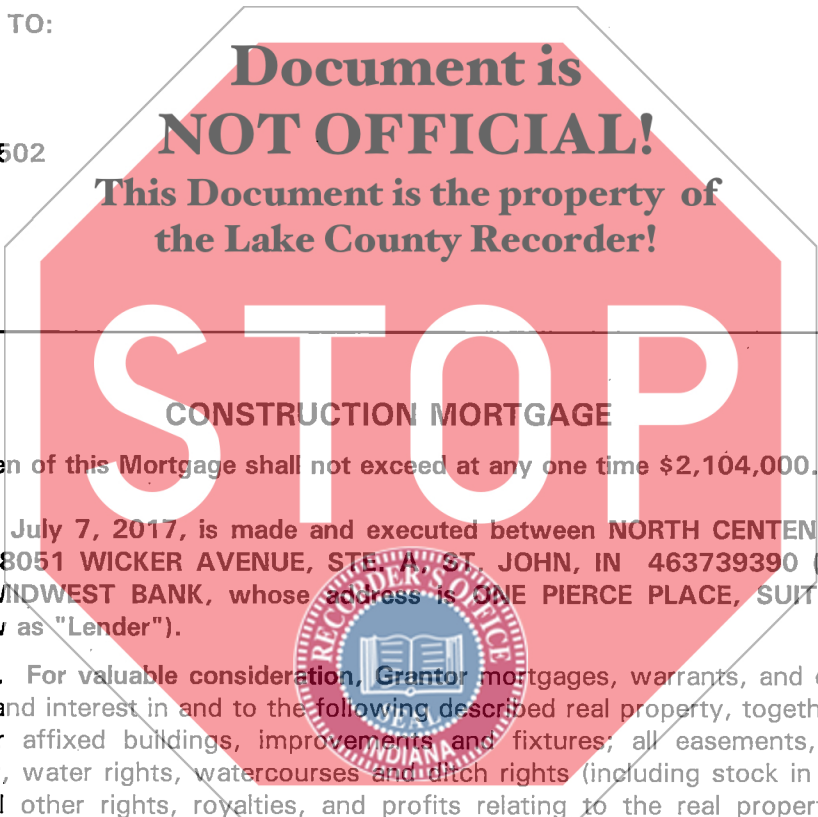 TO:
Document is
NOT OFFICIAL!
502
This Document is the property of
the Lake County Recorder!
STOP
CONSTRUCTION MORTGAGE
en of this Mortgage shall not exceed at any one time $2,104,000.
July 7, 2017, is made and executed between NORTH CENTEN
8051 WICKER AVENUE, STE. A, ST. JOHN, IN 463739390 (
MIDWEST BANK, whose address is ONE PIERCE PLACE, SUIT
w as "Lender").
RECORDER'S OFFICE
SEAL
INDIANA
. For valuable consideration, Grantor mortgages, warrants, and
and interest in and to the following described real property, togeth
r affixed buildings, improvements and fixtures; all easements,
, water rights, watercourses and ditch rights (including stock in
l other rights, royalties, and profits relating to the real proper